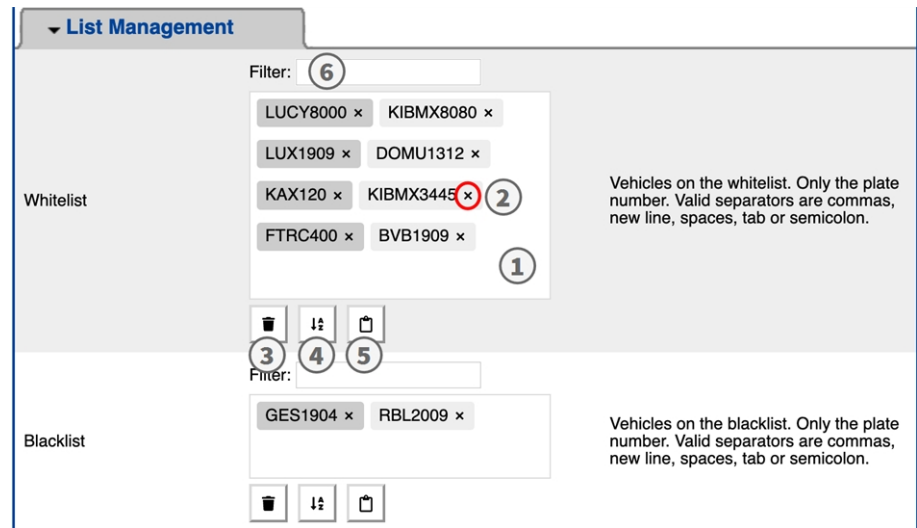 List Management
Filter: 6
LUCY8000 × KIBMX8080 ×
LUX1909 × DOMU1312 ×
Whitelist
KAX120 × KIBMX3445 × 2
Vehicles on the whitelist. Only the plate
number. Valid separators are commas,
new line, spaces, tab or semicolon.
FTRC400 × BVB1909 ×
1
3 4 5
Filter:
GES1904 × RBL2009 ×
Blacklist
Vehicles on the blacklist. Only the plate
number. Valid separators are commas,
new line, spaces, tab or semicolon.